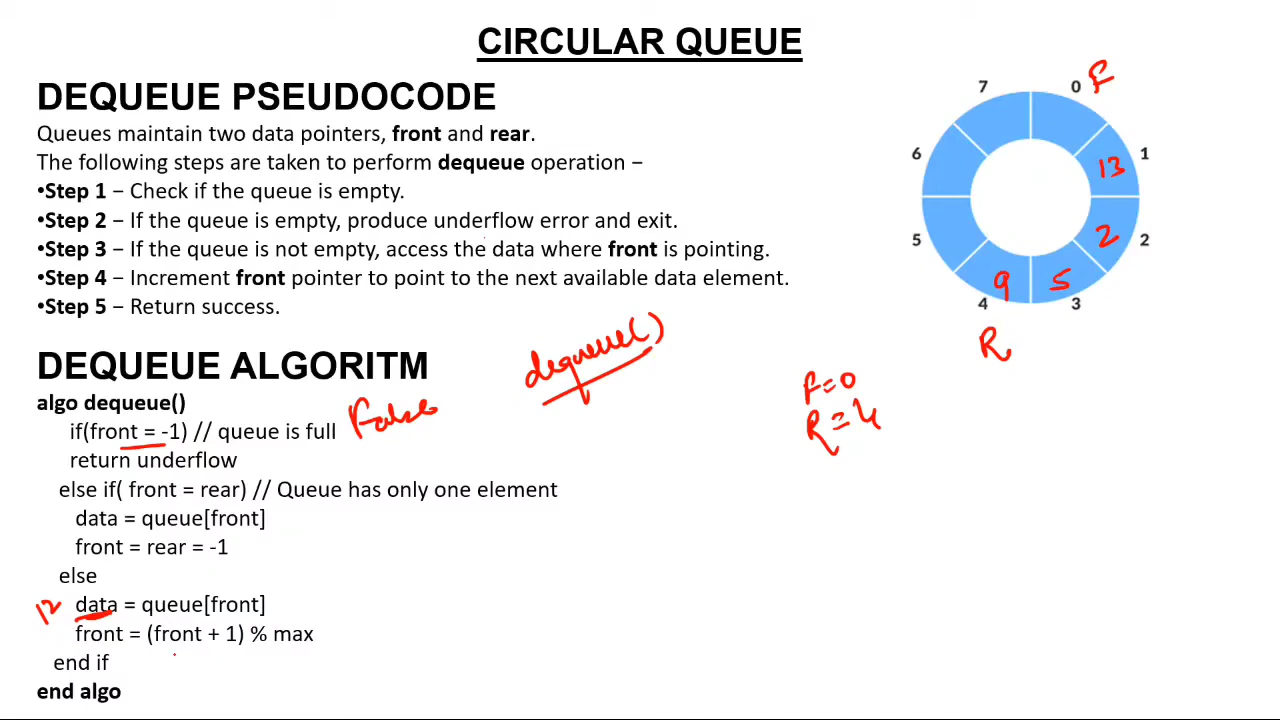 CIRCULAR QUEUE
DEQUEUE PSEUDOCODE
Queues maintain two data pointers, front and rear.
The following steps are taken to perform dequeue operation −
•Step 1 − Check if the queue is empty.
•Step 2 − If the queue is empty, produce underflow error and exit.
•Step 3 − If the queue is not empty, access the data where front is pointing.
•Step 4 − Increment front pointer to point to the next available data element.
•Step 5 − Return success.
DEQUEUE ALGORITM
algo dequeue()
if(front = -1) // queue is full False
return underflow
else if( front = rear) // Queue has only one element
data = queue[front]
front = rear = -1
else
12 data = queue[front]
front = (front + 1) % max
end if
end algo
dequeue()
7 0 F
6 13 1
5 2 2
9 5
4 3
R
F=0
R=4